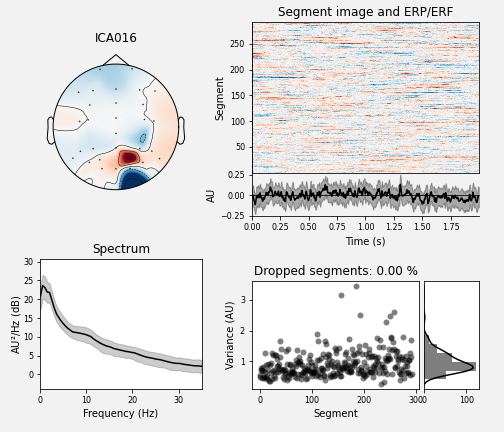 ICA016
Segment image and ERP/ERF
Segment
250
200
150
100
50
AU
0.25
0.00
−0.25
0.00 0.25 0.50 0.75 1.00 1.25 1.50 1.75
Time (s)
Spectrum
AU²/Hz (dB)
30
25
20
15
10
5
0
0 10 20 30
Frequency (Hz)
Dropped segments: 0.00 %
Variance (AU)
3
2
1
0 100 200 300
Segment
0 100